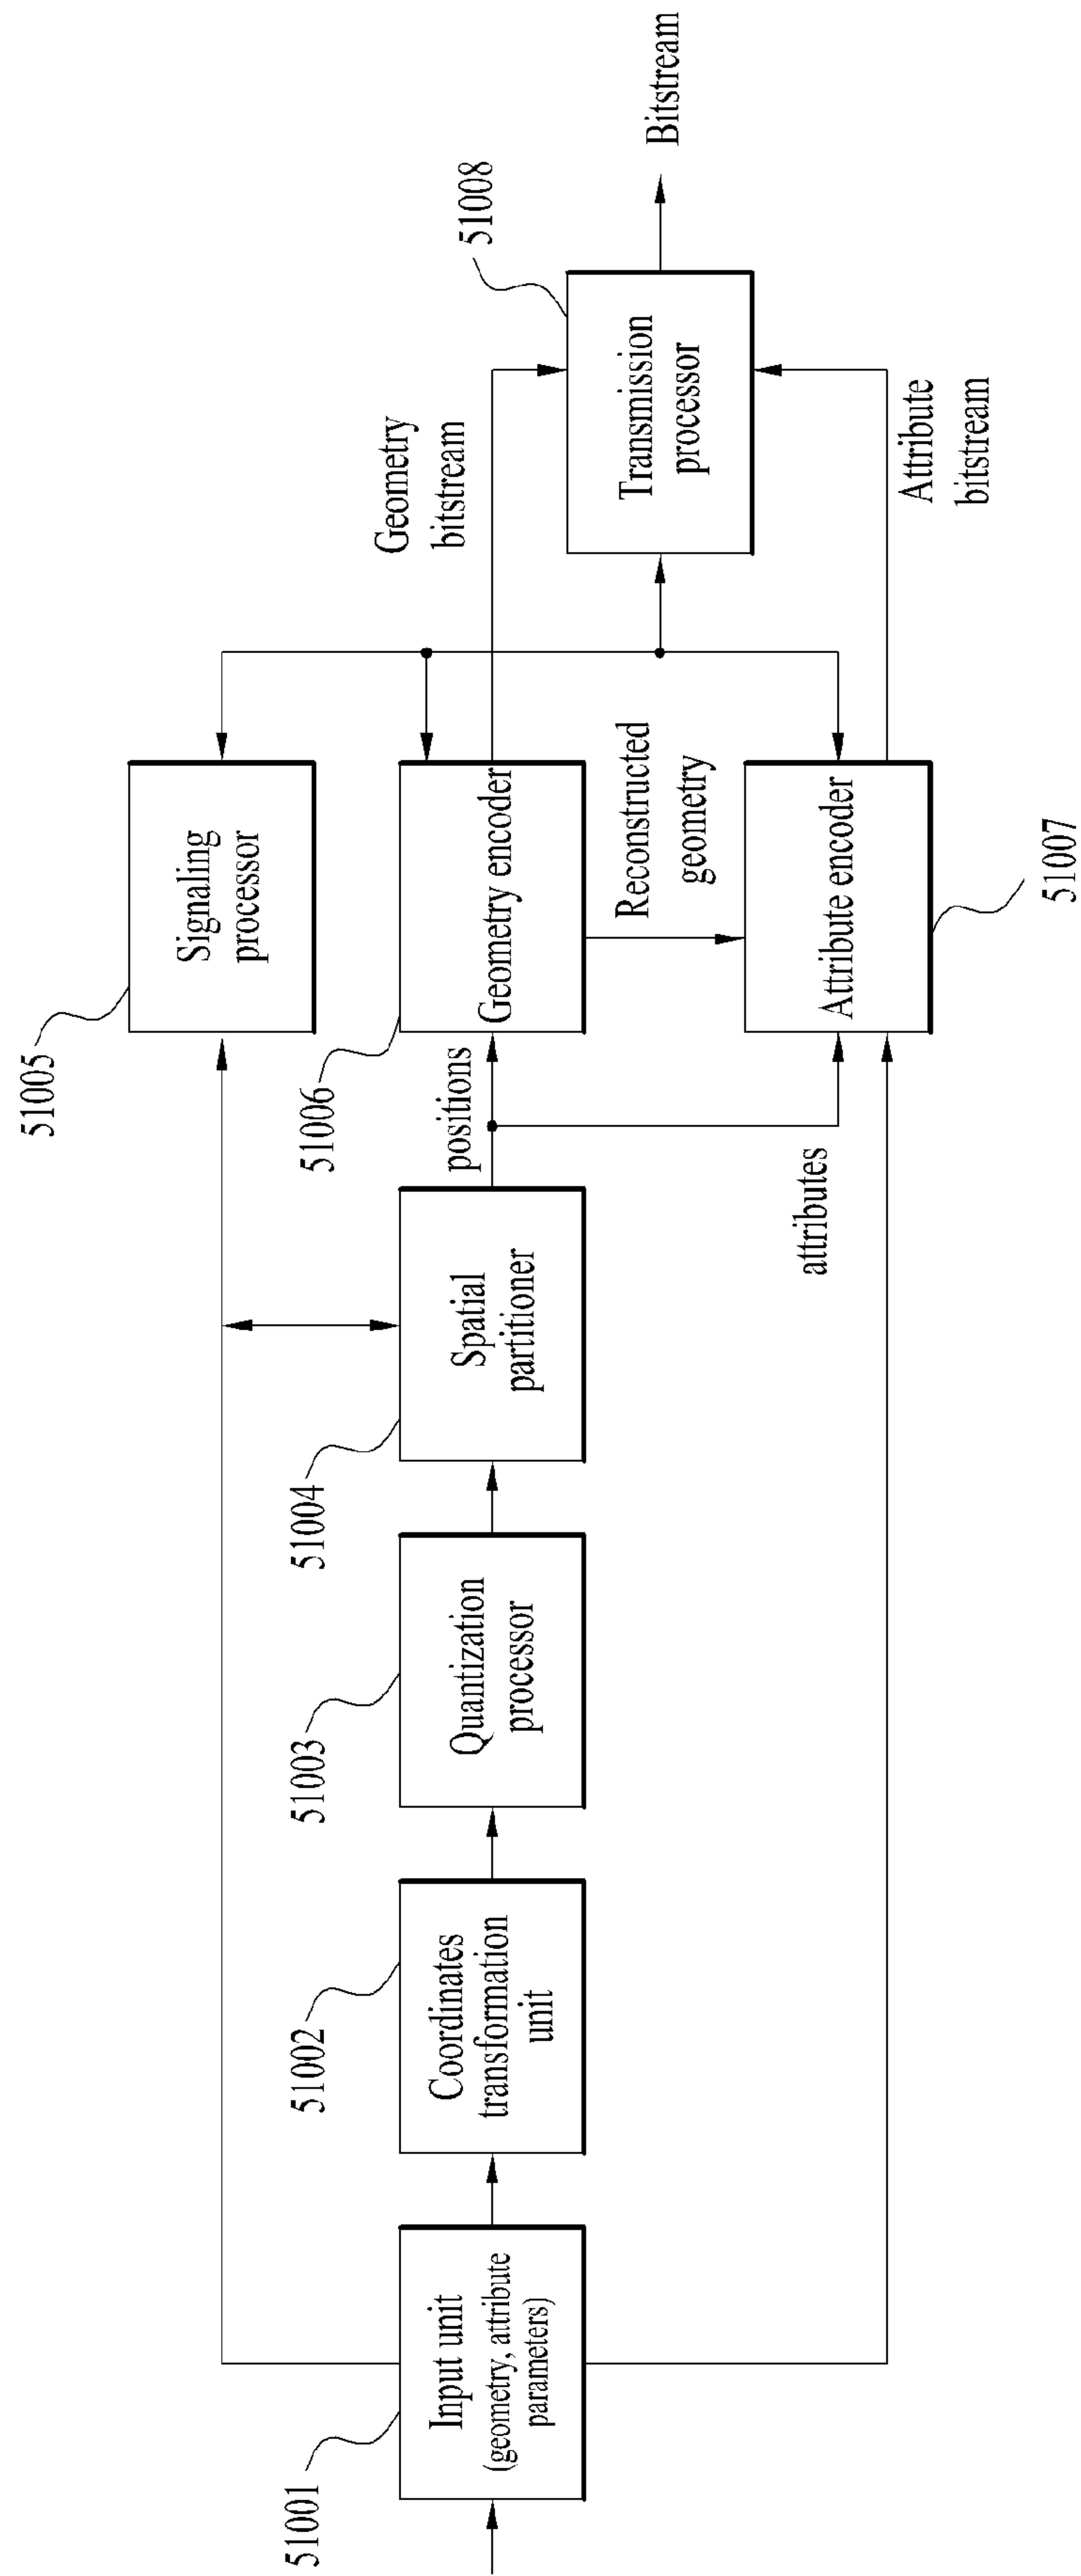 51001
Input unit
(geometry, attribute
parameters)
51002
Coordinates
transformation
unit
51003
Quantization
processor
51004
Spatial
partitioner
51005
Signaling
processor
positions
51006
Geometry encoder
attributes
Reconstructed
geometry
Attribute encoder
51007
Geometry
bitstream
Transmission
processor
51008
Attribute
bitstream
Bitstream